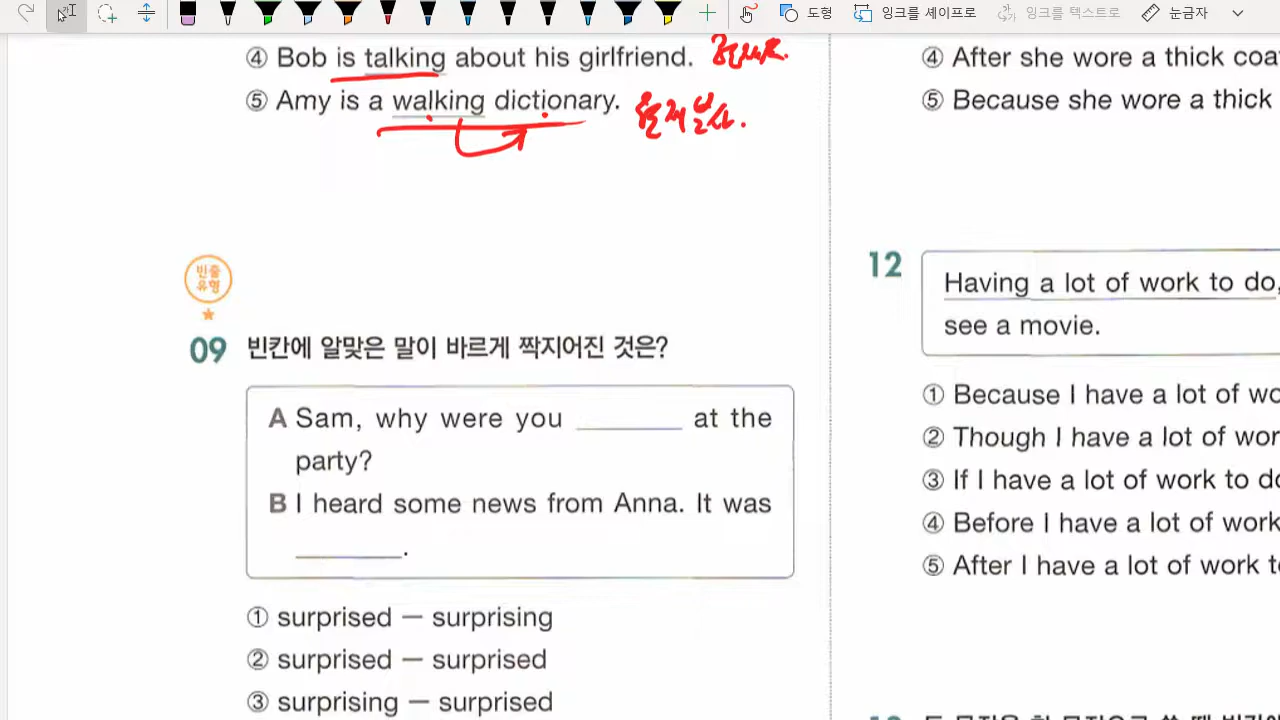 도형
잉크를 셰이프로
잉크를 텍스트로
눈금자
④ Bob is talking about his girlfriend.
⑤ Amy is a walking dictionary.
빈출
유형
09 빈칸에 알맞은 말이 바르게 짝지어진 것은?
A Sam, why were you ________ at the
party?
B I heard some news from Anna. It was
________.
① surprised — surprising
② surprised — surprised
③ surprising — surprised
④ After she wore a thick coa
⑤ Because she wore a thick
12
Having a lot of work to do,
see a movie.
① Because I have a lot of wo
② Though I have a lot of wor
③ If I have a lot of work to do
④ Before I have a lot of work
⑤ After I have a lot of work t